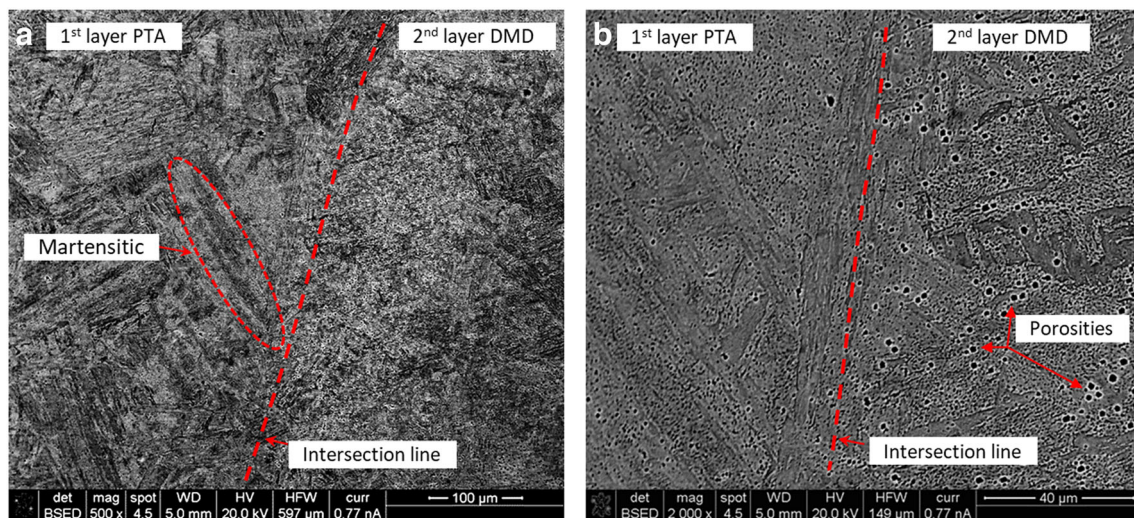 a
1st layer PTA
2nd layer DMD
Martensitic
Intersection line
det mag spot WD HV HFW curr
BSED 500 x 4.5 5.0 mm 20.0 kV 597 µm 0.77 nA
100 µm
b
1st layer PTA
2nd layer DMD
Porosities
Intersection line
det mag spot WD HV HFW curr
BSED 2 000 x 4.5 5.0 mm 20.0 kV 149 µm 0.77 nA
40 µm